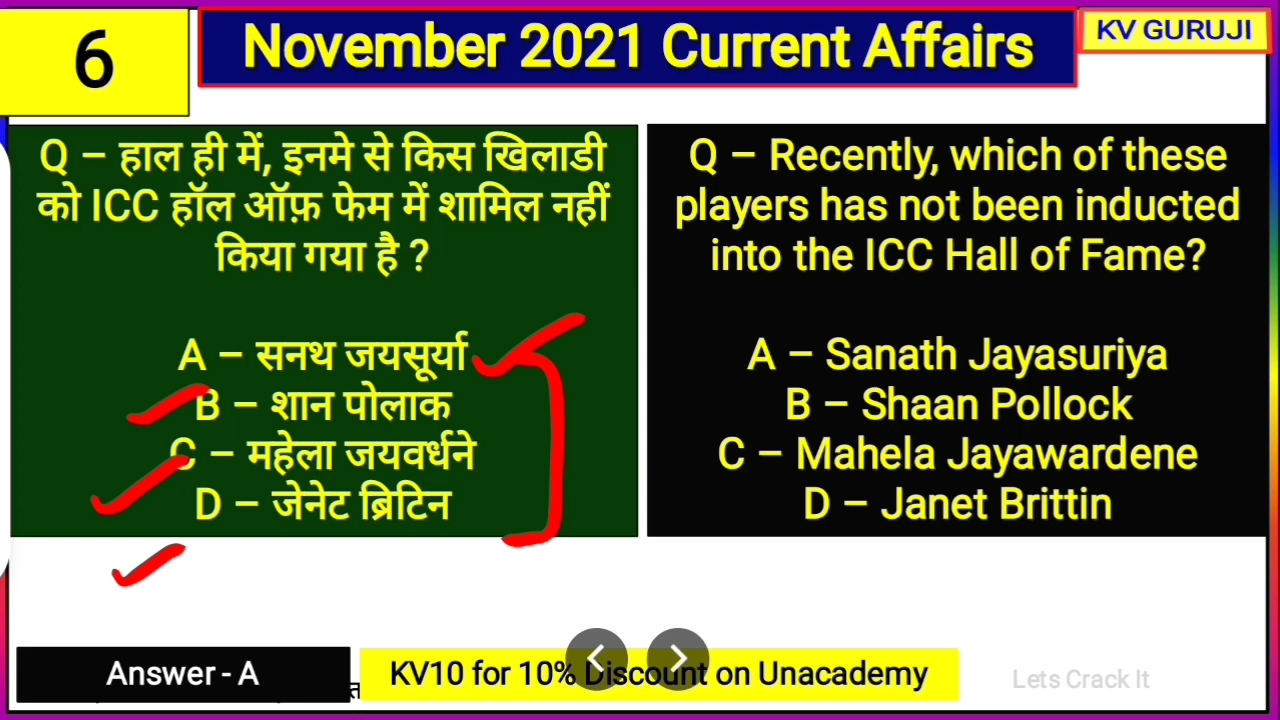 6
November 2021 Current Affairs
KV GURUJI
Q – हाल ही में, इनमे से किस खिलाडी
को ICC हॉल ऑफ़ फेम में शामिल नहीं
किया गया है ?
A – सनथ जयसूर्या
B – शान पोलाक
C – महेला जयवर्धने
D – जेनेट ब्रिटिन
Q – Recently, which of these
players has not been inducted
into the ICC Hall of Fame?
A – Sanath Jayasuriya
B – Shaan Pollock
C – Mahela Jayawardene
D – Janet Brittin
Answer - A
KV10 for 10% Discount on Unacademy
Lets Crack It